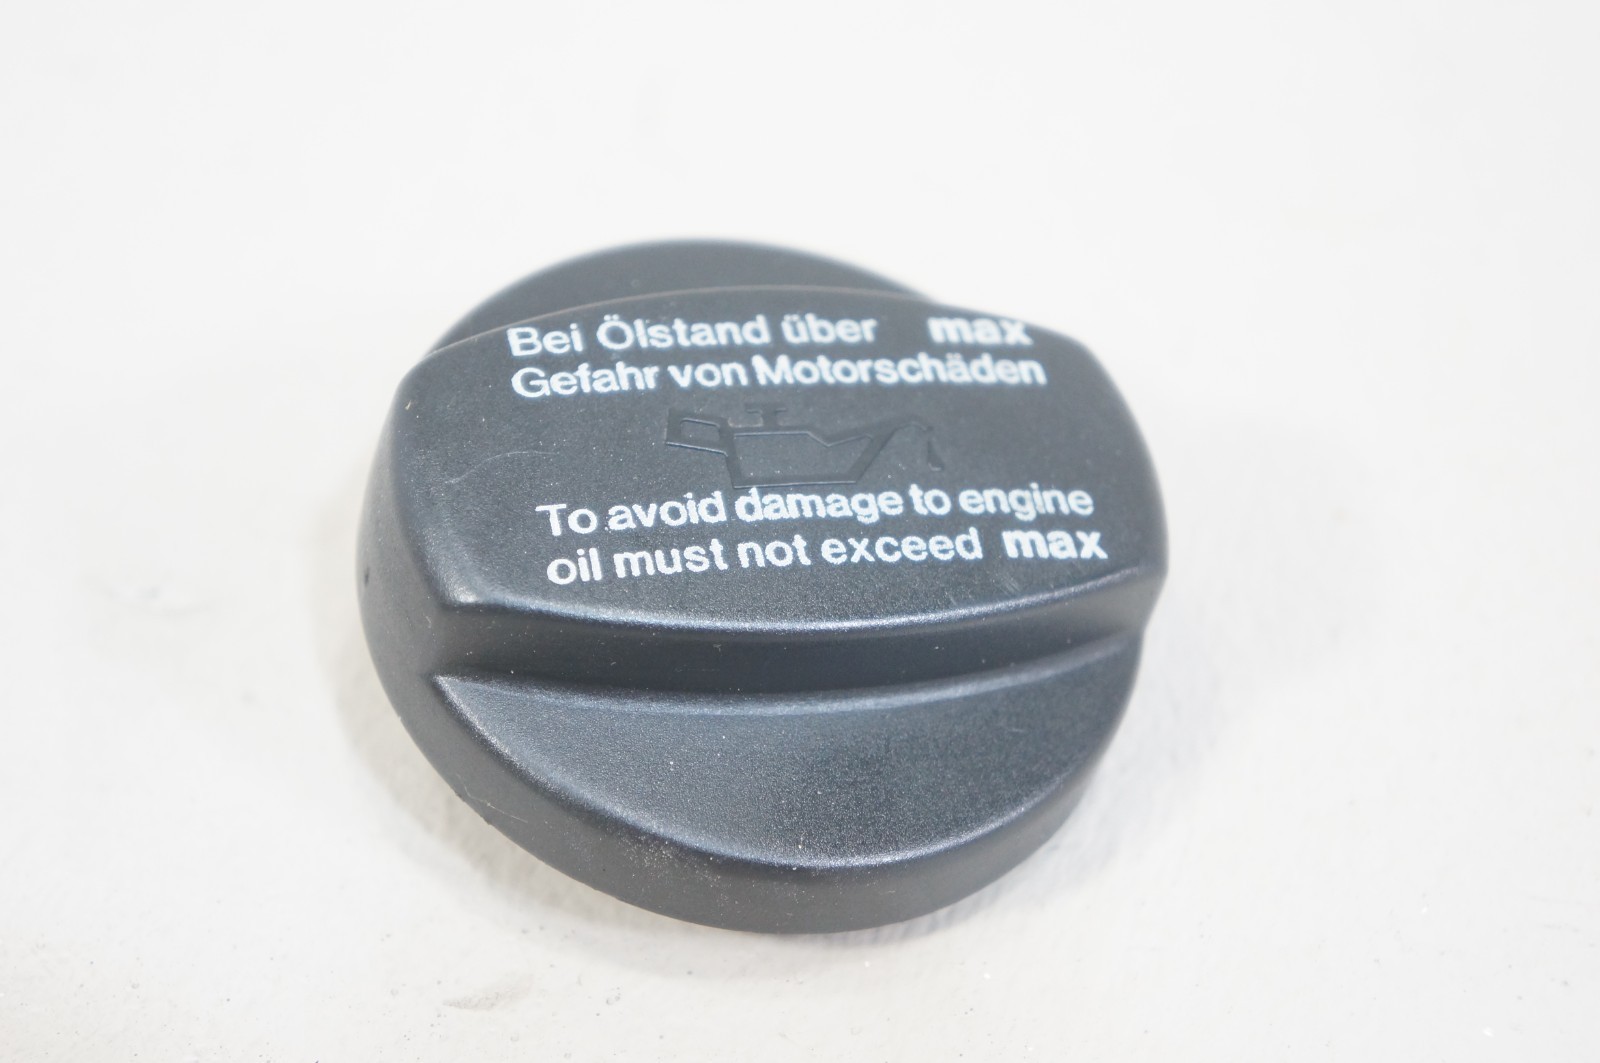 Bei Ölstand über max
Gefahr von Motorschäden
To avoid damage to engine
oil must not exceed max